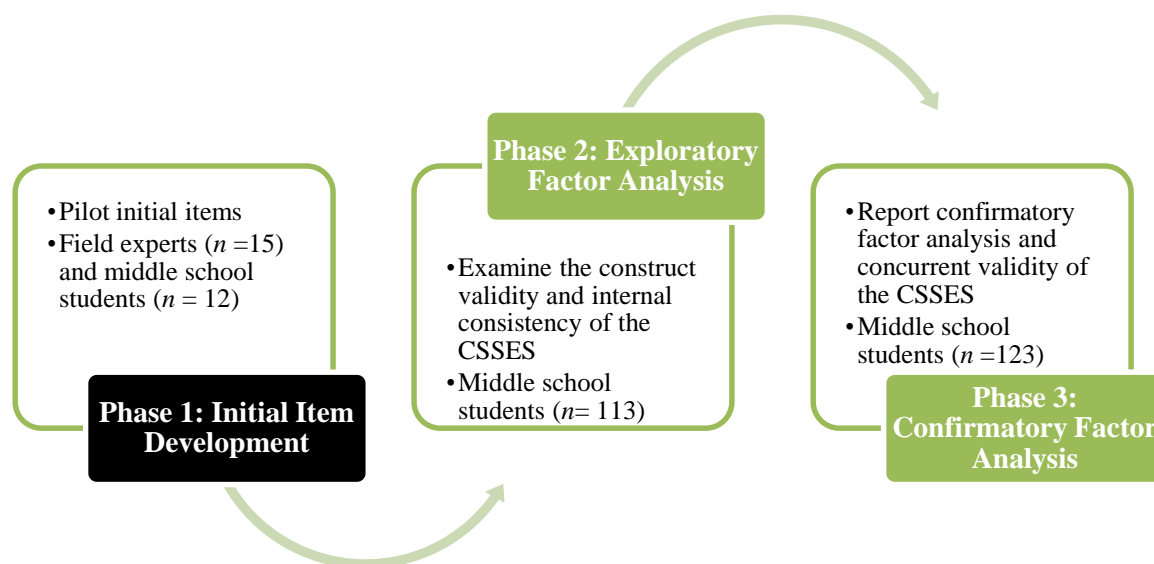 •Pilot initial items
•Field experts (n =15)
and middle school
students (n = 12)
Phase 1: Initial Item
Development
Phase 2: Exploratory
Factor Analysis
•Examine the construct
validity and internal
consistency of the
CSSES
•Middle school
students (n= 113)
•Report confirmatory
factor analysis and
concurrent validity of
the CSSES
•Middle school
students (n =123)
Phase 3:
Confirmatory Factor
Analysis